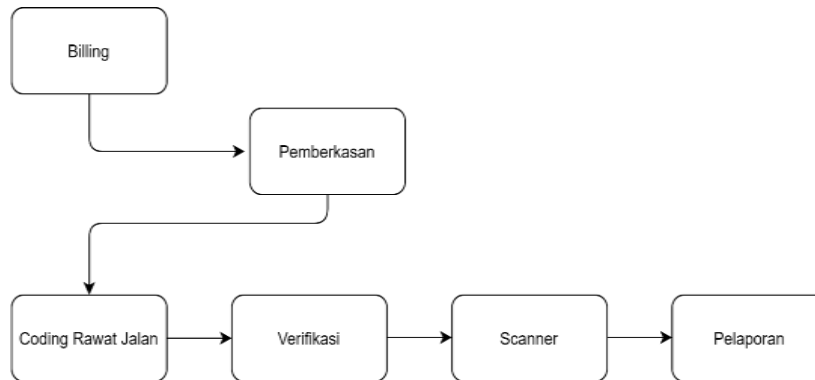 Billing
Pemberkasan
Coding Rawat Jalan
Verifikasi
Scanner
Pelaporan